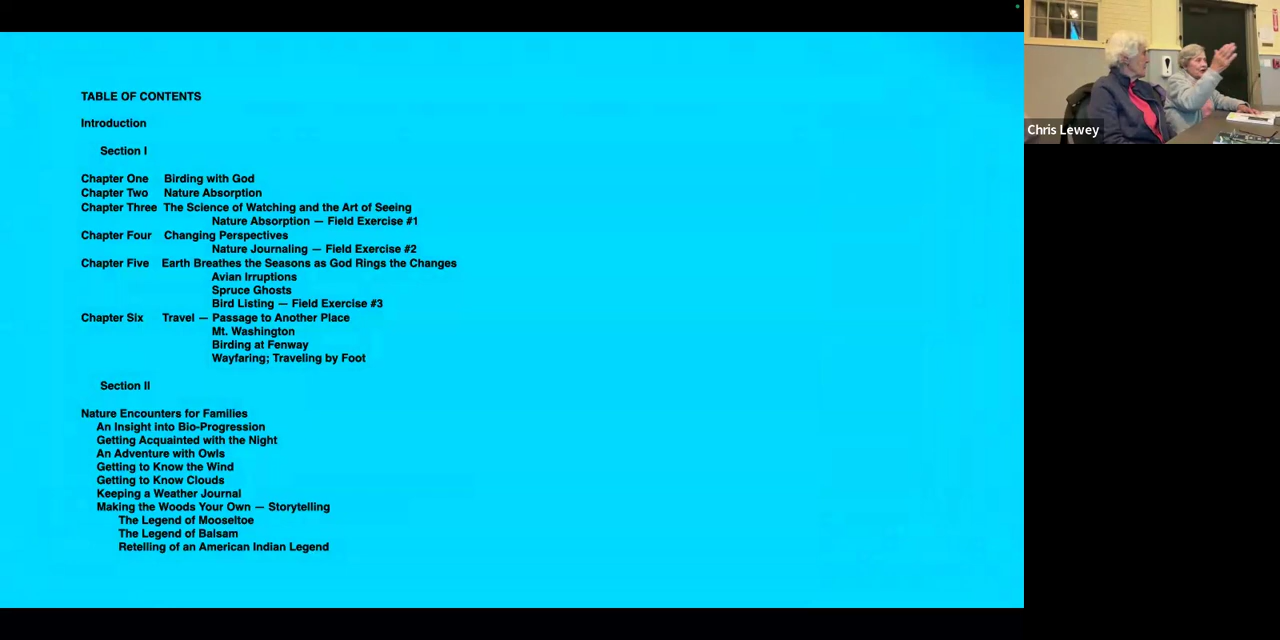 TABLE OF CONTENTS
Introduction
Section I
Chapter One Birding with God
Chapter Two Nature Absorption
Chapter Three The Science of Watching and the Art of Seeing
Nature Absorption — Field Exercise #1
Chapter Four Changing Perspectives
Nature Journaling — Field Exercise #2
Chapter Five Earth Breathes the Seasons as God Rings the Changes
Avian Irruptions
Spruce Ghosts
Bird Listing — Field Exercise #3
Chapter Six Travel — Passage to Another Place
Mt. Washington
Birding at Fenway
Wayfaring; Traveling by Foot
Section II
Nature Encounters for Families
An Insight into Bio-Progression
Getting Acquainted with the Night
An Adventure with Owls
Getting to Know the Wind
Getting to Know Clouds
Keeping a Weather Journal
Making the Woods Your Own — Storytelling
The Legend of Mooseltoe
The Legend of Balsam
Retelling of an American Indian Legend
Chris Lewey